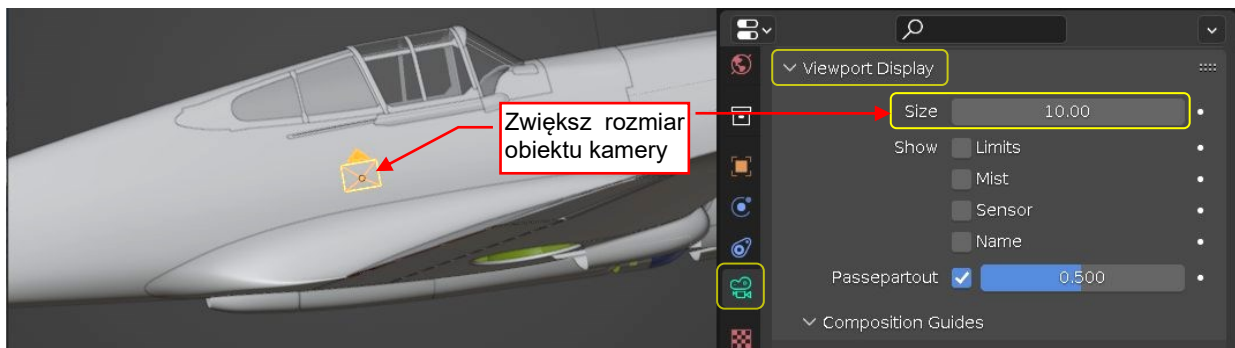 Viewport Display
Size 10.00
Zwiększ rozmiar
obiektu kamery
Show Limits
Mist
Sensor
Name
Passepartout 0.500
Composition Guides